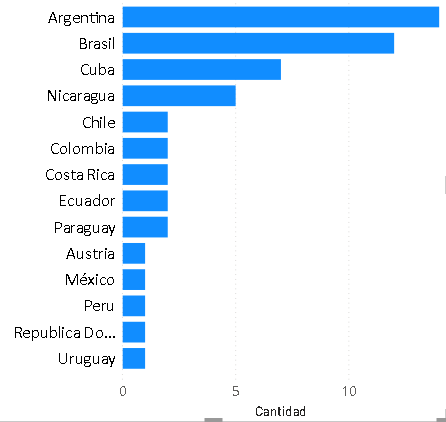 Argentina
Brasil
Cuba
Nicaragua
Chile
Colombia
Costa Rica
Ecuador
Paraguay
Austria
México
Peru
Republica Do...
Uruguay
0 5 10
Cantidad